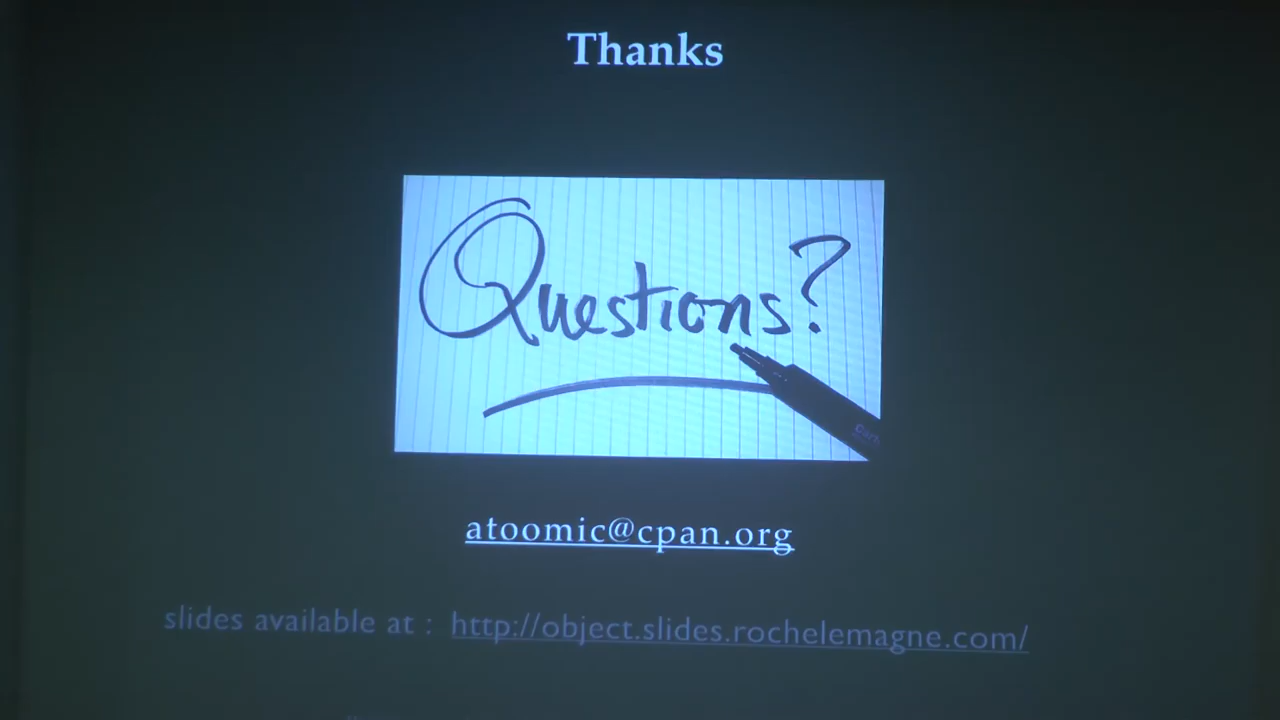 Thanks
Questions?
atoomic@cpan.org
slides available at : http://object.slides.rochelemagne.com/